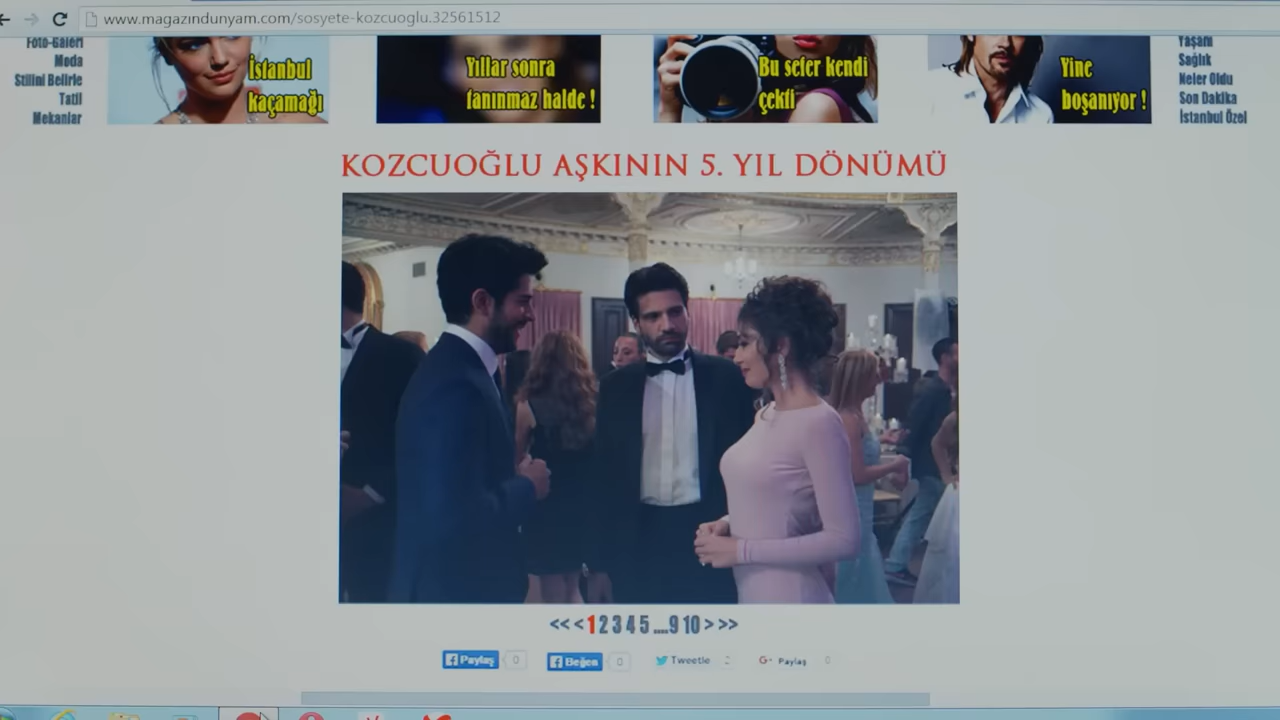 www.magazindunyam.com/sosyete-kozcuoglu.32561512
Foto-Galeri
Moda
Stilini Belirle
Tatil
Mekanlar
İstanbul
kaçamağı
Yıllar sonra
tanınmaz halde !
Bu sefer kendi
çekti
Yine
boşanıyor !
Yaşam
Sağlık
Neler Oldu
Son Dakika
İstanbul Özel
KOZCUOĞLU AŞKININ 5. YIL DÖNÜMÜ
<< < 1 2 3 4 5 .... 9 10 > >>
Paylaş 0
Beğen 0
Tweetle
G+ Paylaş 0